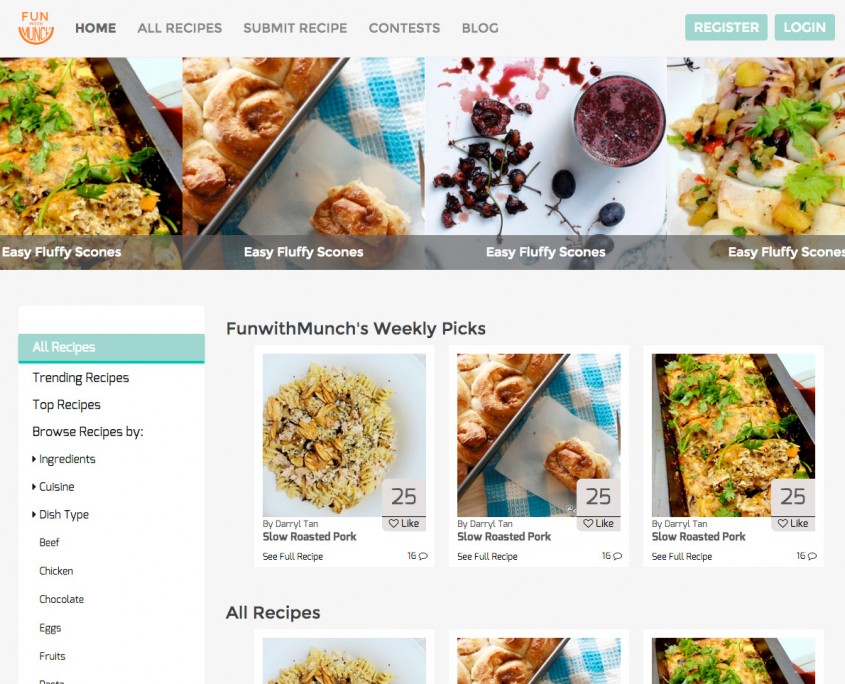 FUN
WITH
MUNCH
HOME
ALL RECIPES
SUBMIT RECIPE
CONTESTS
BLOG
REGISTER
LOGIN
Easy Fluffy Scones
Easy Fluffy Scones
Easy Fluffy Scones
Easy Fluffy Scones
All Recipes
Trending Recipes
Top Recipes
Browse Recipes by:
Ingredients
Cuisine
Dish Type
Beef
Chicken
Chocolate
Eggs
Fruits
Pasta
FunwithMunch's Weekly Picks
25
Like
By Darryl Tan
Slow Roasted Pork
See Full Recipe
16
25
Like
By Darryl Tan
Slow Roasted Pork
See Full Recipe
16
25
Like
By Darryl Tan
Slow Roasted Pork
See Full Recipe
16
All Recipes